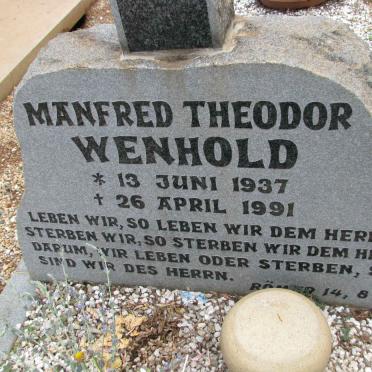 MANFRED THEODOR
WENHOLD
* 13 JUNI 1937
† 26 APRIL 1991
LEBEN WIR, SO LEBEN WIR DEM
STERBEN WIR, SO STERBEN WIR DEM
DARUM, WIR LEBEN ODER STERBEN,
SIND WIR DES HERRN.
RÖMER 14, 8